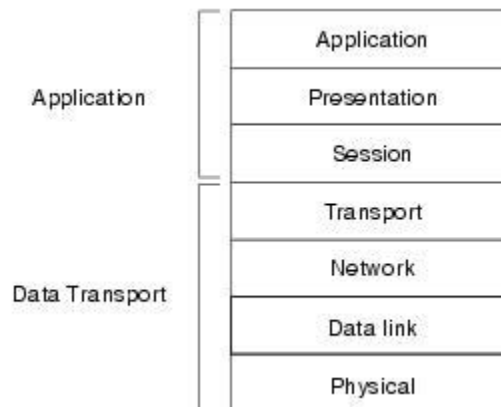 Application
Presentation
Application
Session
Transport
Network
Data Transport
Data link
Physical